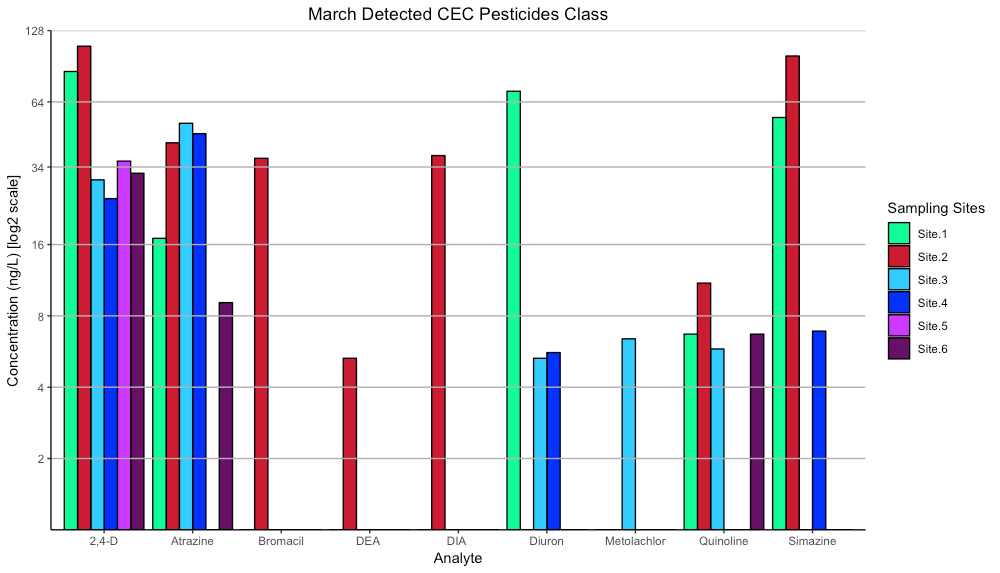 March Detected CEC Pesticides Class
Concentration (ng/L) [log2 scale]
128
64
34
16
8
4
2
2,4-D Atrazine Bromacil DEA DIA Diuron Metolachlor Quinoline Simazine
Analyte
Sampling Sites
Site.1
Site.2
Site.3
Site.4
Site.5
Site.6